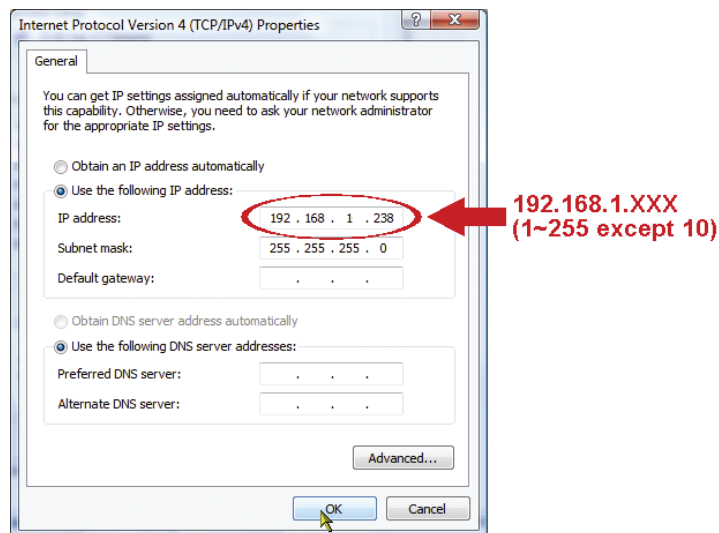 Internet Protocol Version 4 (TCP/IPv4) Properties
General
You can get IP settings assigned automatically if your network supports
this capability. Otherwise, you need to ask your network administrator
for the appropriate IP settings.
Obtain an IP address automatically
Use the following IP address:
IP address: 192 . 168 . 1 . 238
192.168.1.XXX
(1~255 except 10)
Subnet mask: 255 . 255 . 255 . 0
Default gateway: . . .
Obtain DNS server address automatically
Use the following DNS server addresses:
Preferred DNS server: . . .
Alternate DNS server: . . .
Advanced...
OK Cancel